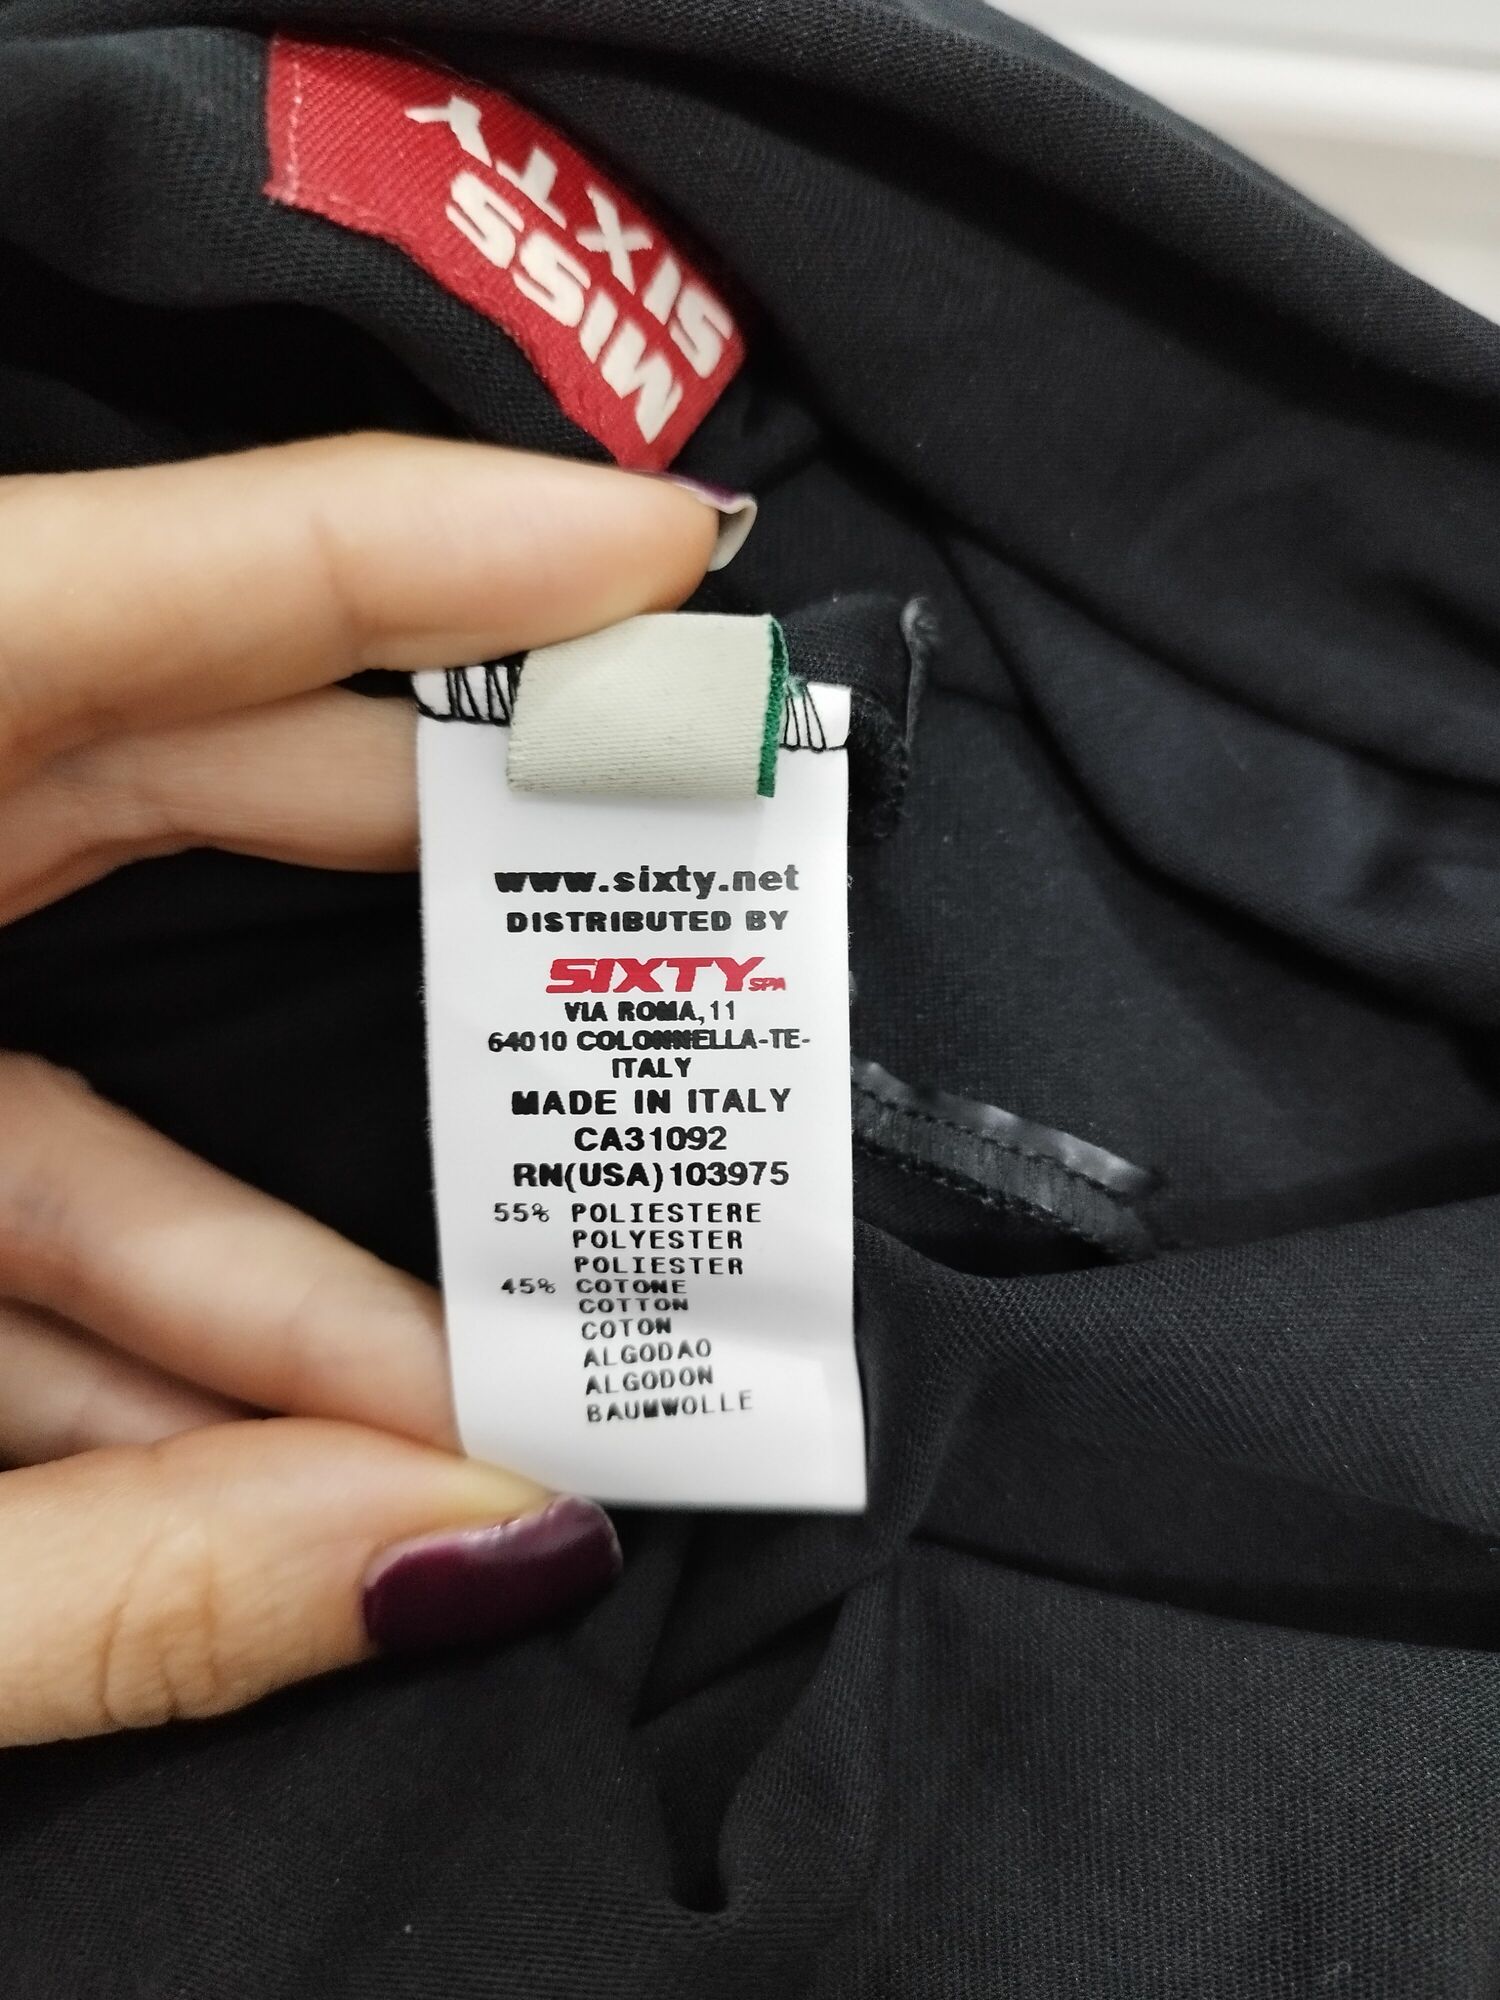 MISS
SIXTY
www.sixty.net
DISTRIBUTED BY
SIXTY SPA
VIA ROMA,11
64010 COLONNELLA-TE-
ITALY
MADE IN ITALY
CA31092
RN(USA)103975
55% POLIESTERE
POLYESTER
POLIESTER
45% COTONE
COTTON
COTON
ALGODAO
ALGODON
BAUMWOLLE